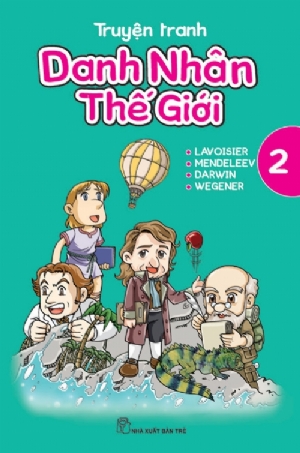 Truyện tranh
Danh Nhân
Thế Giới
2
• LAVOISIER
• MENDELEEV
• DARWIN
• WEGENER
NHÀ XUẤT BẢN TRẺ